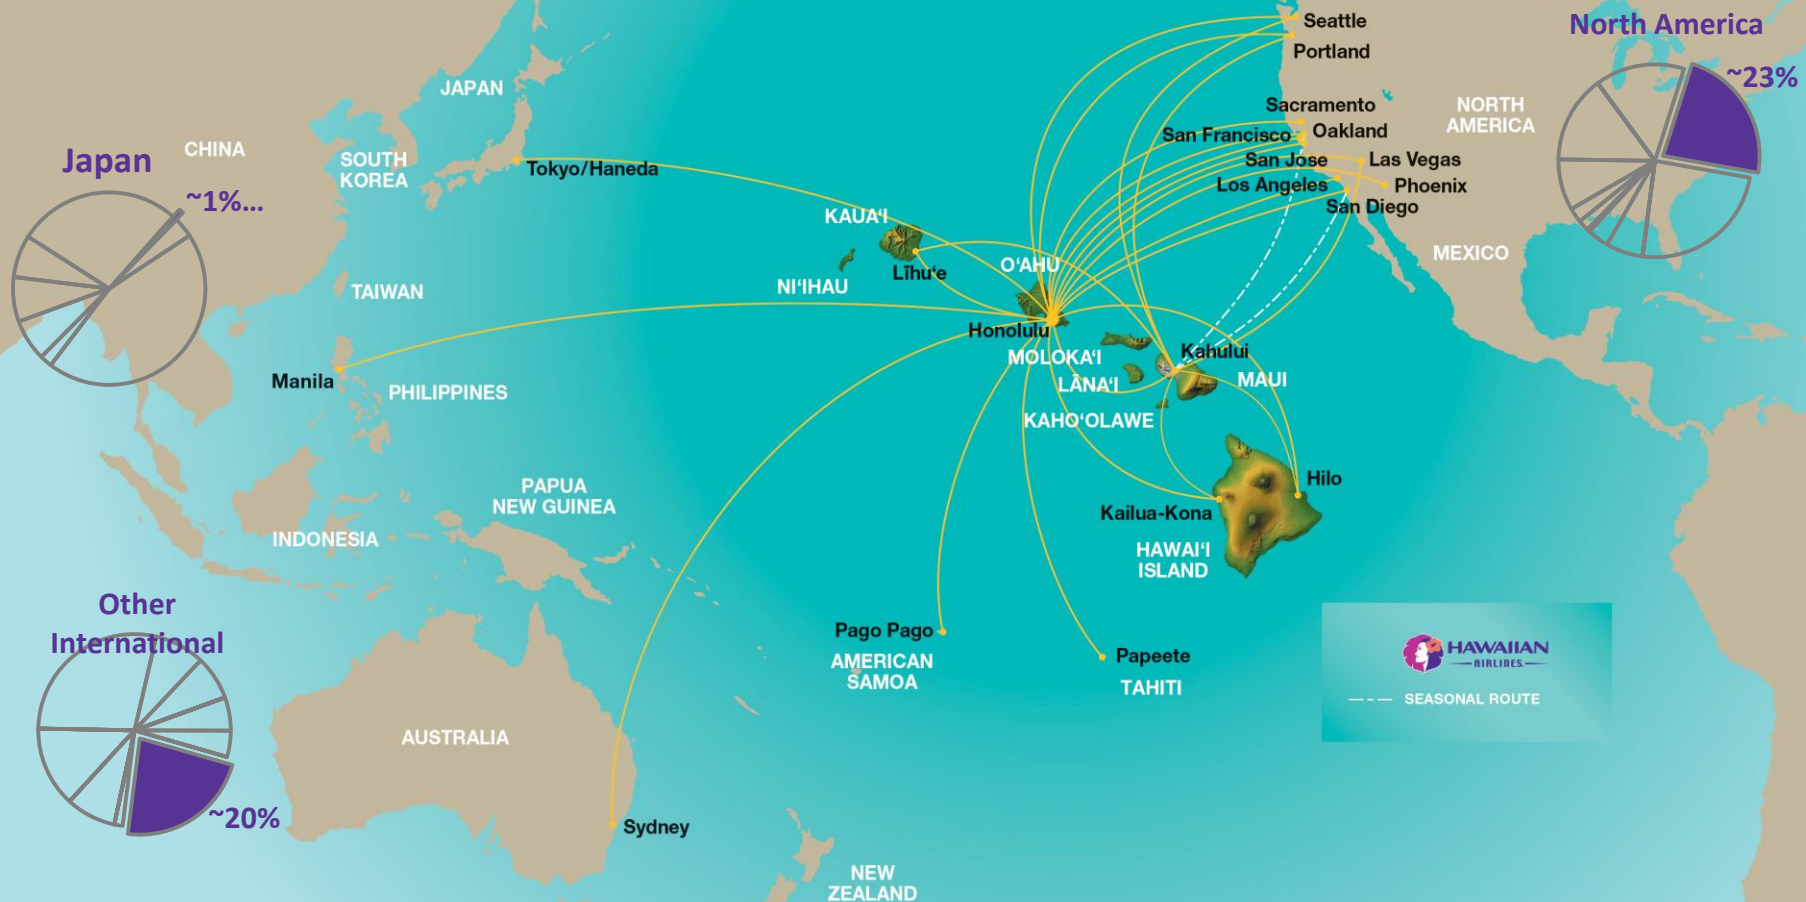 Seattle
North America
Portland
~23%
JAPAN
Sacramento
NORTH
AMERICA
San Francisco
Oakland
CHINA
Japan
SOUTH
KOREA
San Jose
Las Vegas
Tokyo/Haneda
Los Angeles
Phoenix
~1%...
San Diego
KAUA‘I
MEXICO
O‘AHU
Līhu‘e
NI‘IHAU
TAIWAN
Honolulu
Kahului
MOLOKA‘I
Manila
LĀNA‘I
MAUI
PHILIPPINES
KAHO‘OLAWE
Hilo
PAPUA
NEW GUINEA
Kailua-Kona
INDONESIA
HAWAI‘I
ISLAND
Other
International
Pago Pago
AMERICAN
SAMOA
Papeete
TAHITI
HAWAIIAN
AIRLINES
SEASONAL ROUTE
AUSTRALIA
~20%
Sydney
NEW
ZEALAND